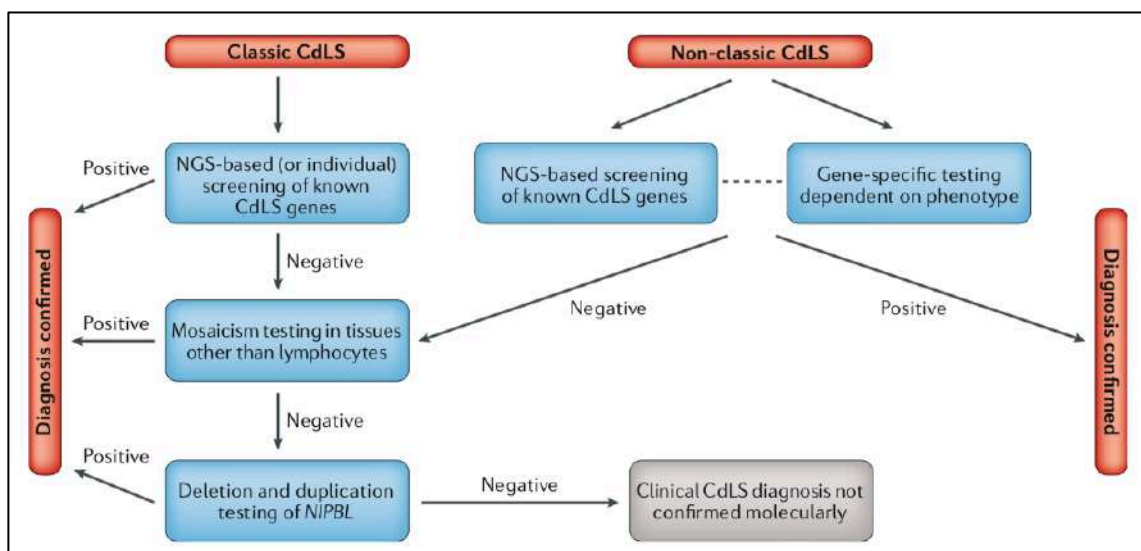 Classic CdLS
Non-classic CdLS
Positive
NGS-based (or individual)
screening of known
CdLS genes
NGS-based screening
of known CdLS genes
Gene-specific testing
dependent on phenotype
Diagnosis confirmed
Negative
Positive
Mosaicism testing in tissues
other than lymphocytes
Negative
Positive
Diagnosis confirmed
Negative
Positive
Deletion and duplication
testing of NIPBL
Negative
Clinical CdLS diagnosis not
confirmed molecularly